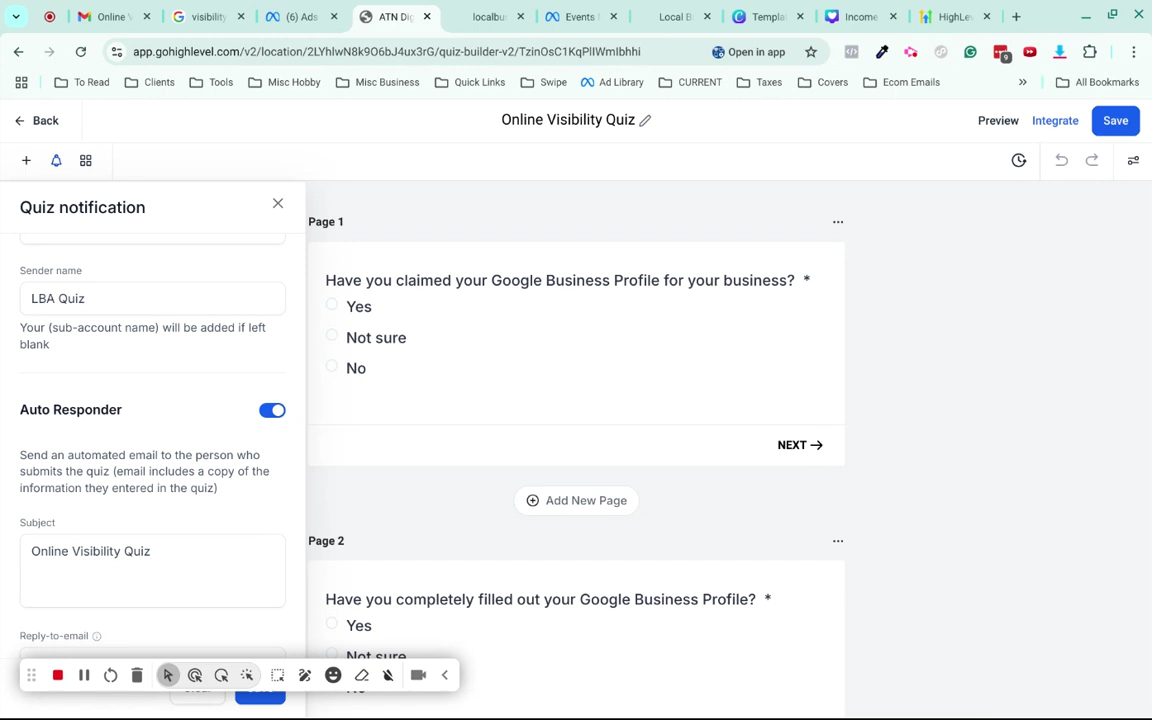 Online V
visibility
(6) Ads
ATN Dig
localbus
Events
Local B
Templa
Income
HighLe
app.gohighlevel.com/v2/location/2LYhlwN8k9O6bJ4ux3rG/quiz-builder-v2/TzinOsC1KqPlIWmIbhhi
Open in app
9
To Read
Clients
Tools
Misc Hobby
Misc Business
Quick Links
Swipe
Ad Library
CURRENT
Taxes
Covers
Ecom Emails
All Bookmarks
Back
Online Visibility Quiz
Preview
Integrate
Save
Quiz notification
Sender name
LBA Quiz
Your (sub-account name) will be added if left
blank
Auto Responder
Send an automated email to the person who
submits the quiz (email includes a copy of the
information they entered in the quiz)
Subject
Online Visibility Quiz
Reply-to-email
Page 1
Have you claimed your Google Business Profile for your business? *
Yes
Not sure
No
NEXT
Add New Page
Page 2
Have you completely filled out your Google Business Profile? *
Yes
Not sure
No